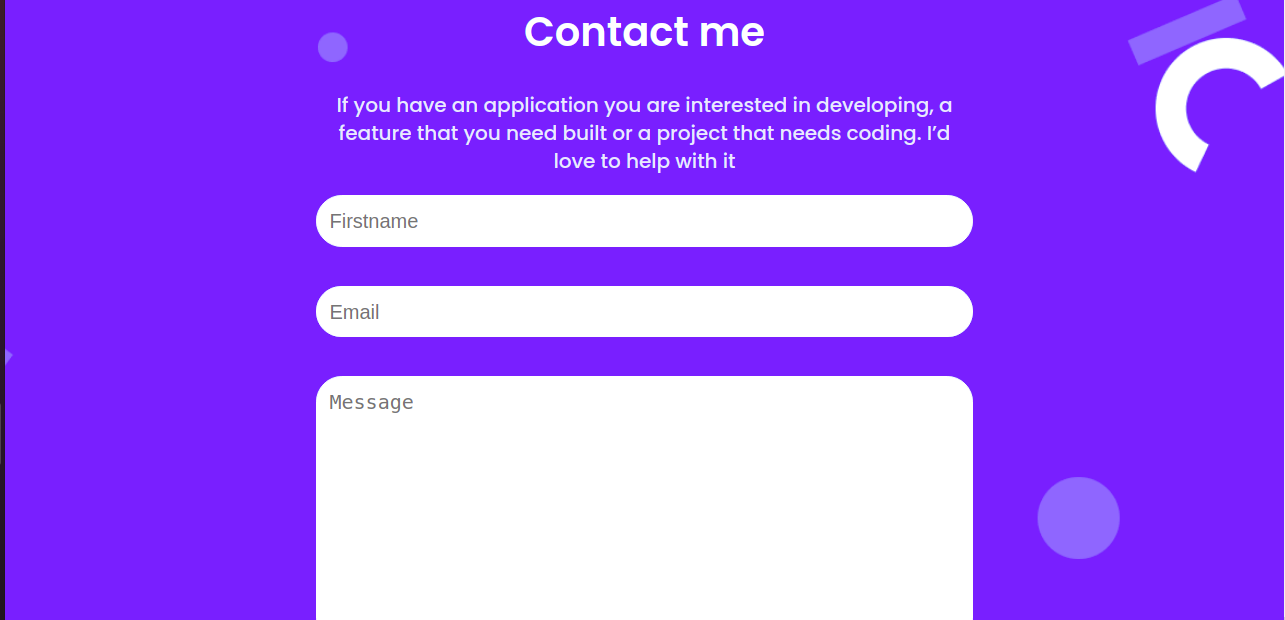 Contact me
If you have an application you are interested in developing, a
feature that you need built or a project that needs coding. I’d
love to help with it
Firstname
Email
Message